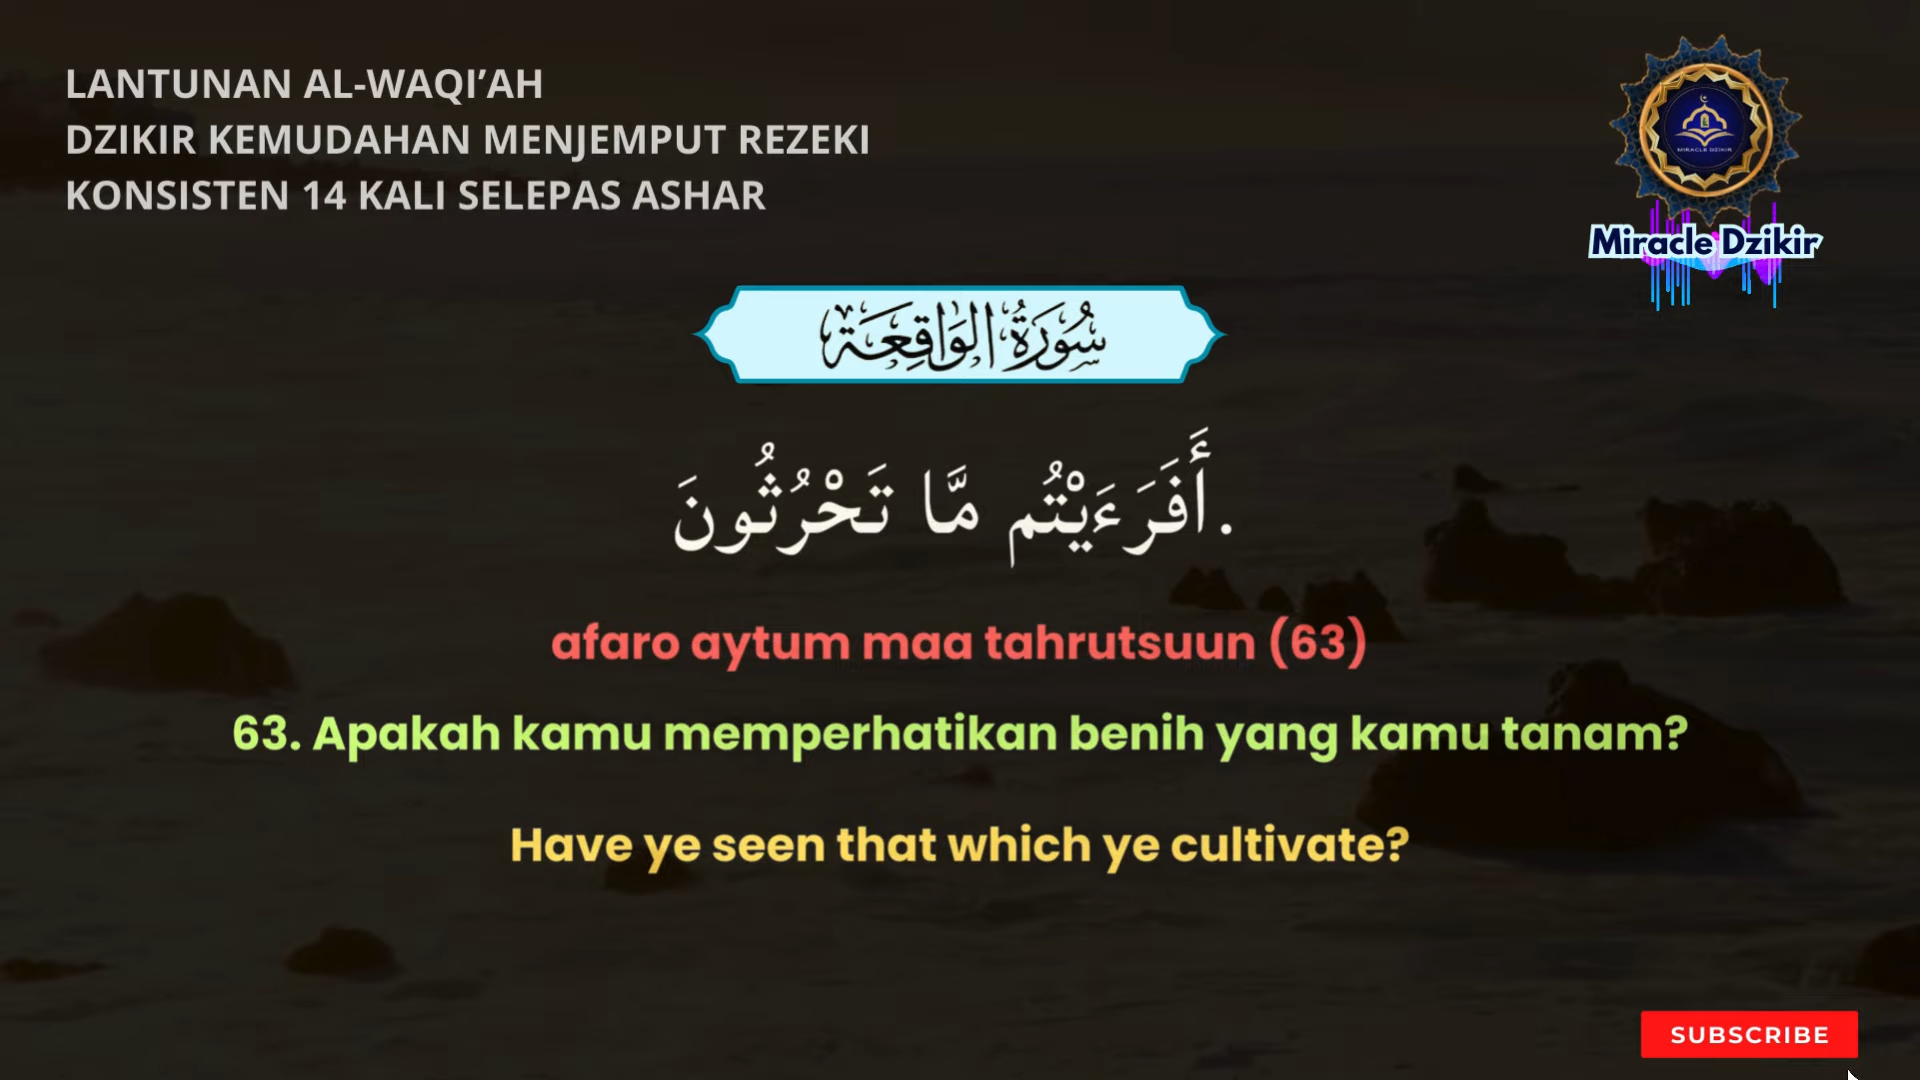 LANTUNAN AL-WAQI’AH
DZIKIR KEMUDAHAN MENJEMPUT REZEKI
KONSISTEN 14 KALI SELEPAS ASHAR
MIRACLE DZIKIR
Miracle Dzikir
سُورَةُ الوَاقِعَة
.أَفَرَءَيْتُم مَّا تَحْرُثُونَ
afaro aytum maa tahrutsuun (63)
63. Apakah kamu memperhatikan benih yang kamu tanam?
Have ye seen that which ye cultivate?
SUBSCRIBE